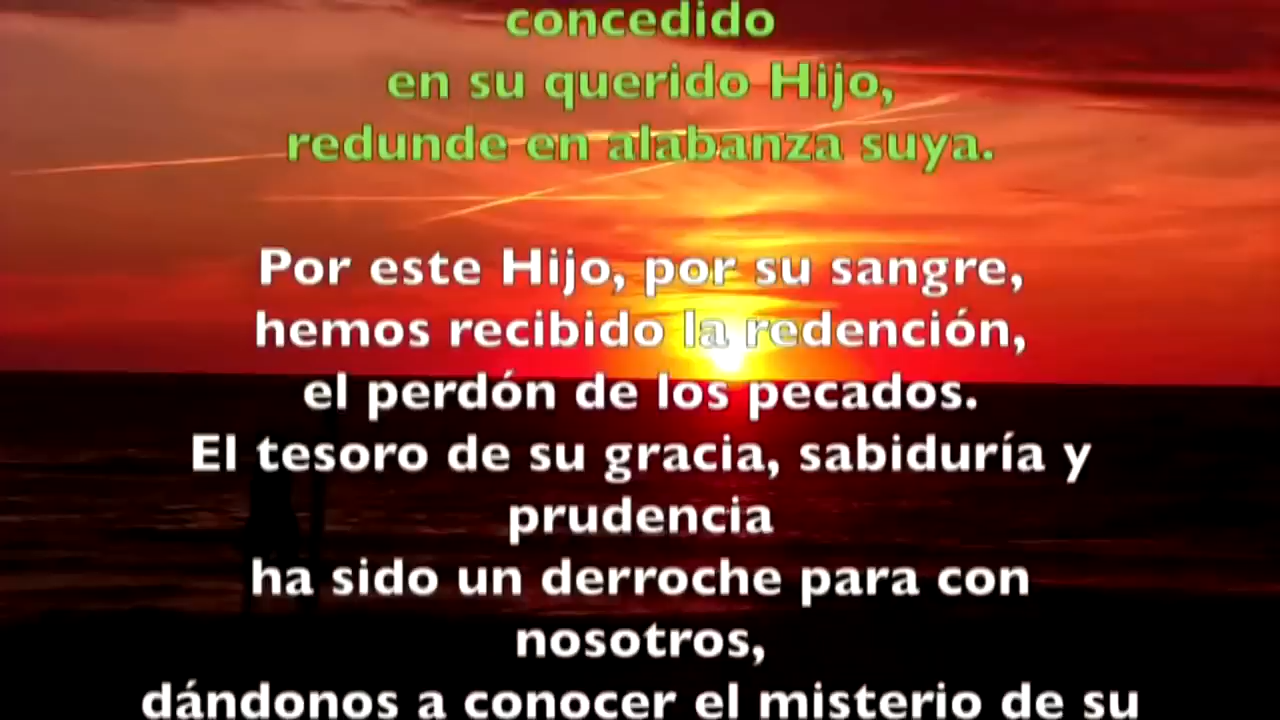 concedido
en su querido Hijo,
redunde en alabanza suya.
Por este Hijo, por su sangre,
hemos recibido la redención,
el perdón de los pecados.
El tesoro de su gracia, sabiduría y
prudencia
ha sido un derroche para con
nosotros,
dándonos a conocer el misterio de su